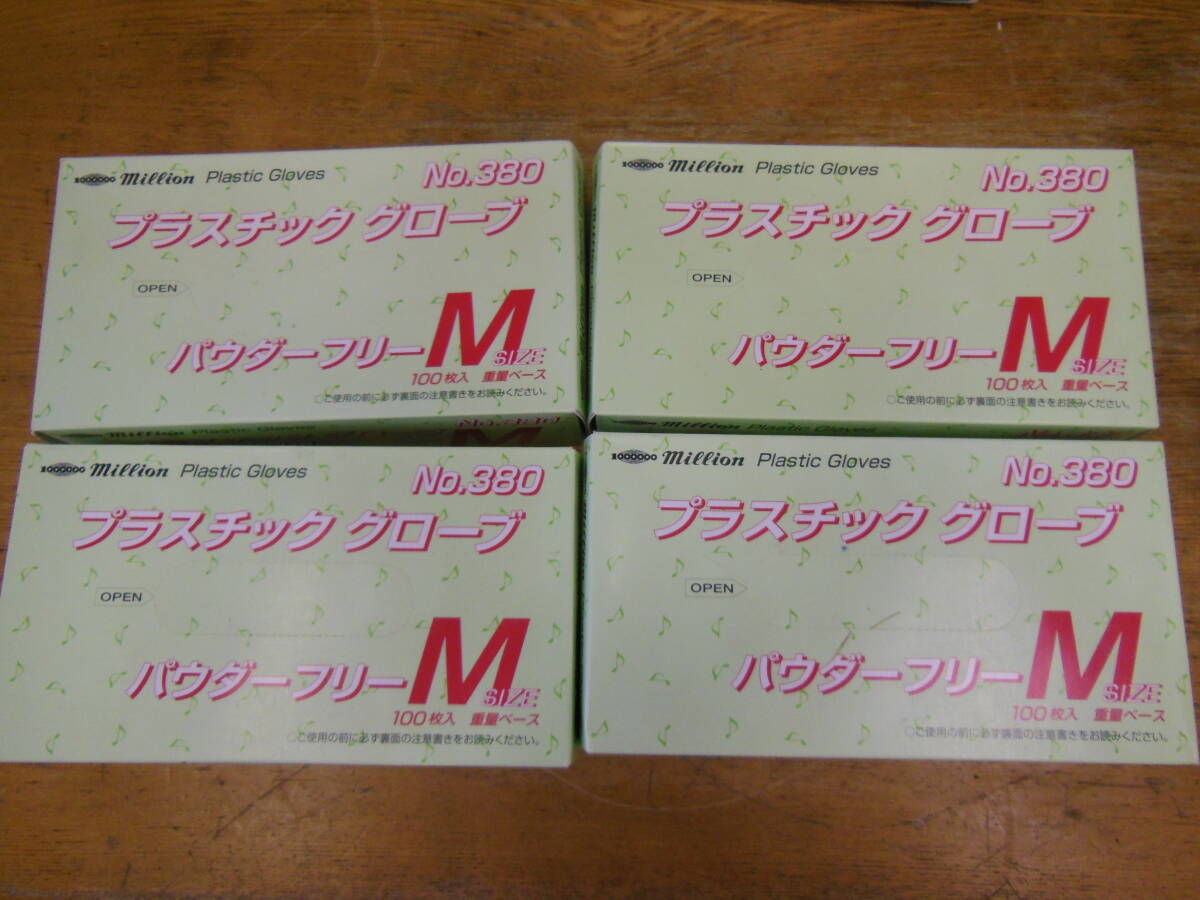 1000000 million Plastic Gloves No.380
プラスチック グローブ
OPEN
パウダーフリー M SIZE
100枚入 重量ベース
○ご使用の前に必ず裏面の注意書きをお読みください。
1000000 million Plastic Gloves No.380
プラスチック グローブ
OPEN
パウダーフリー M SIZE
100枚入 重量ベース
○ご使用の前に必ず裏面の注意書きをお読みください。
million Plastic Gloves No.380
million Plastic Gloves
1000000 million Plastic Gloves No.380
プラスチック グローブ
OPEN
パウダーフリー M SIZE
100枚入 重量ベース
○ご使用の前に必ず裏面の注意書きをお読みください。
1000000 million Plastic Gloves No.380
プラスチック グローブ
OPEN
パウダーフリー M SIZE
100枚入 重量ベース
○ご使用の前に必ず裏面の注意書きをお読みください。